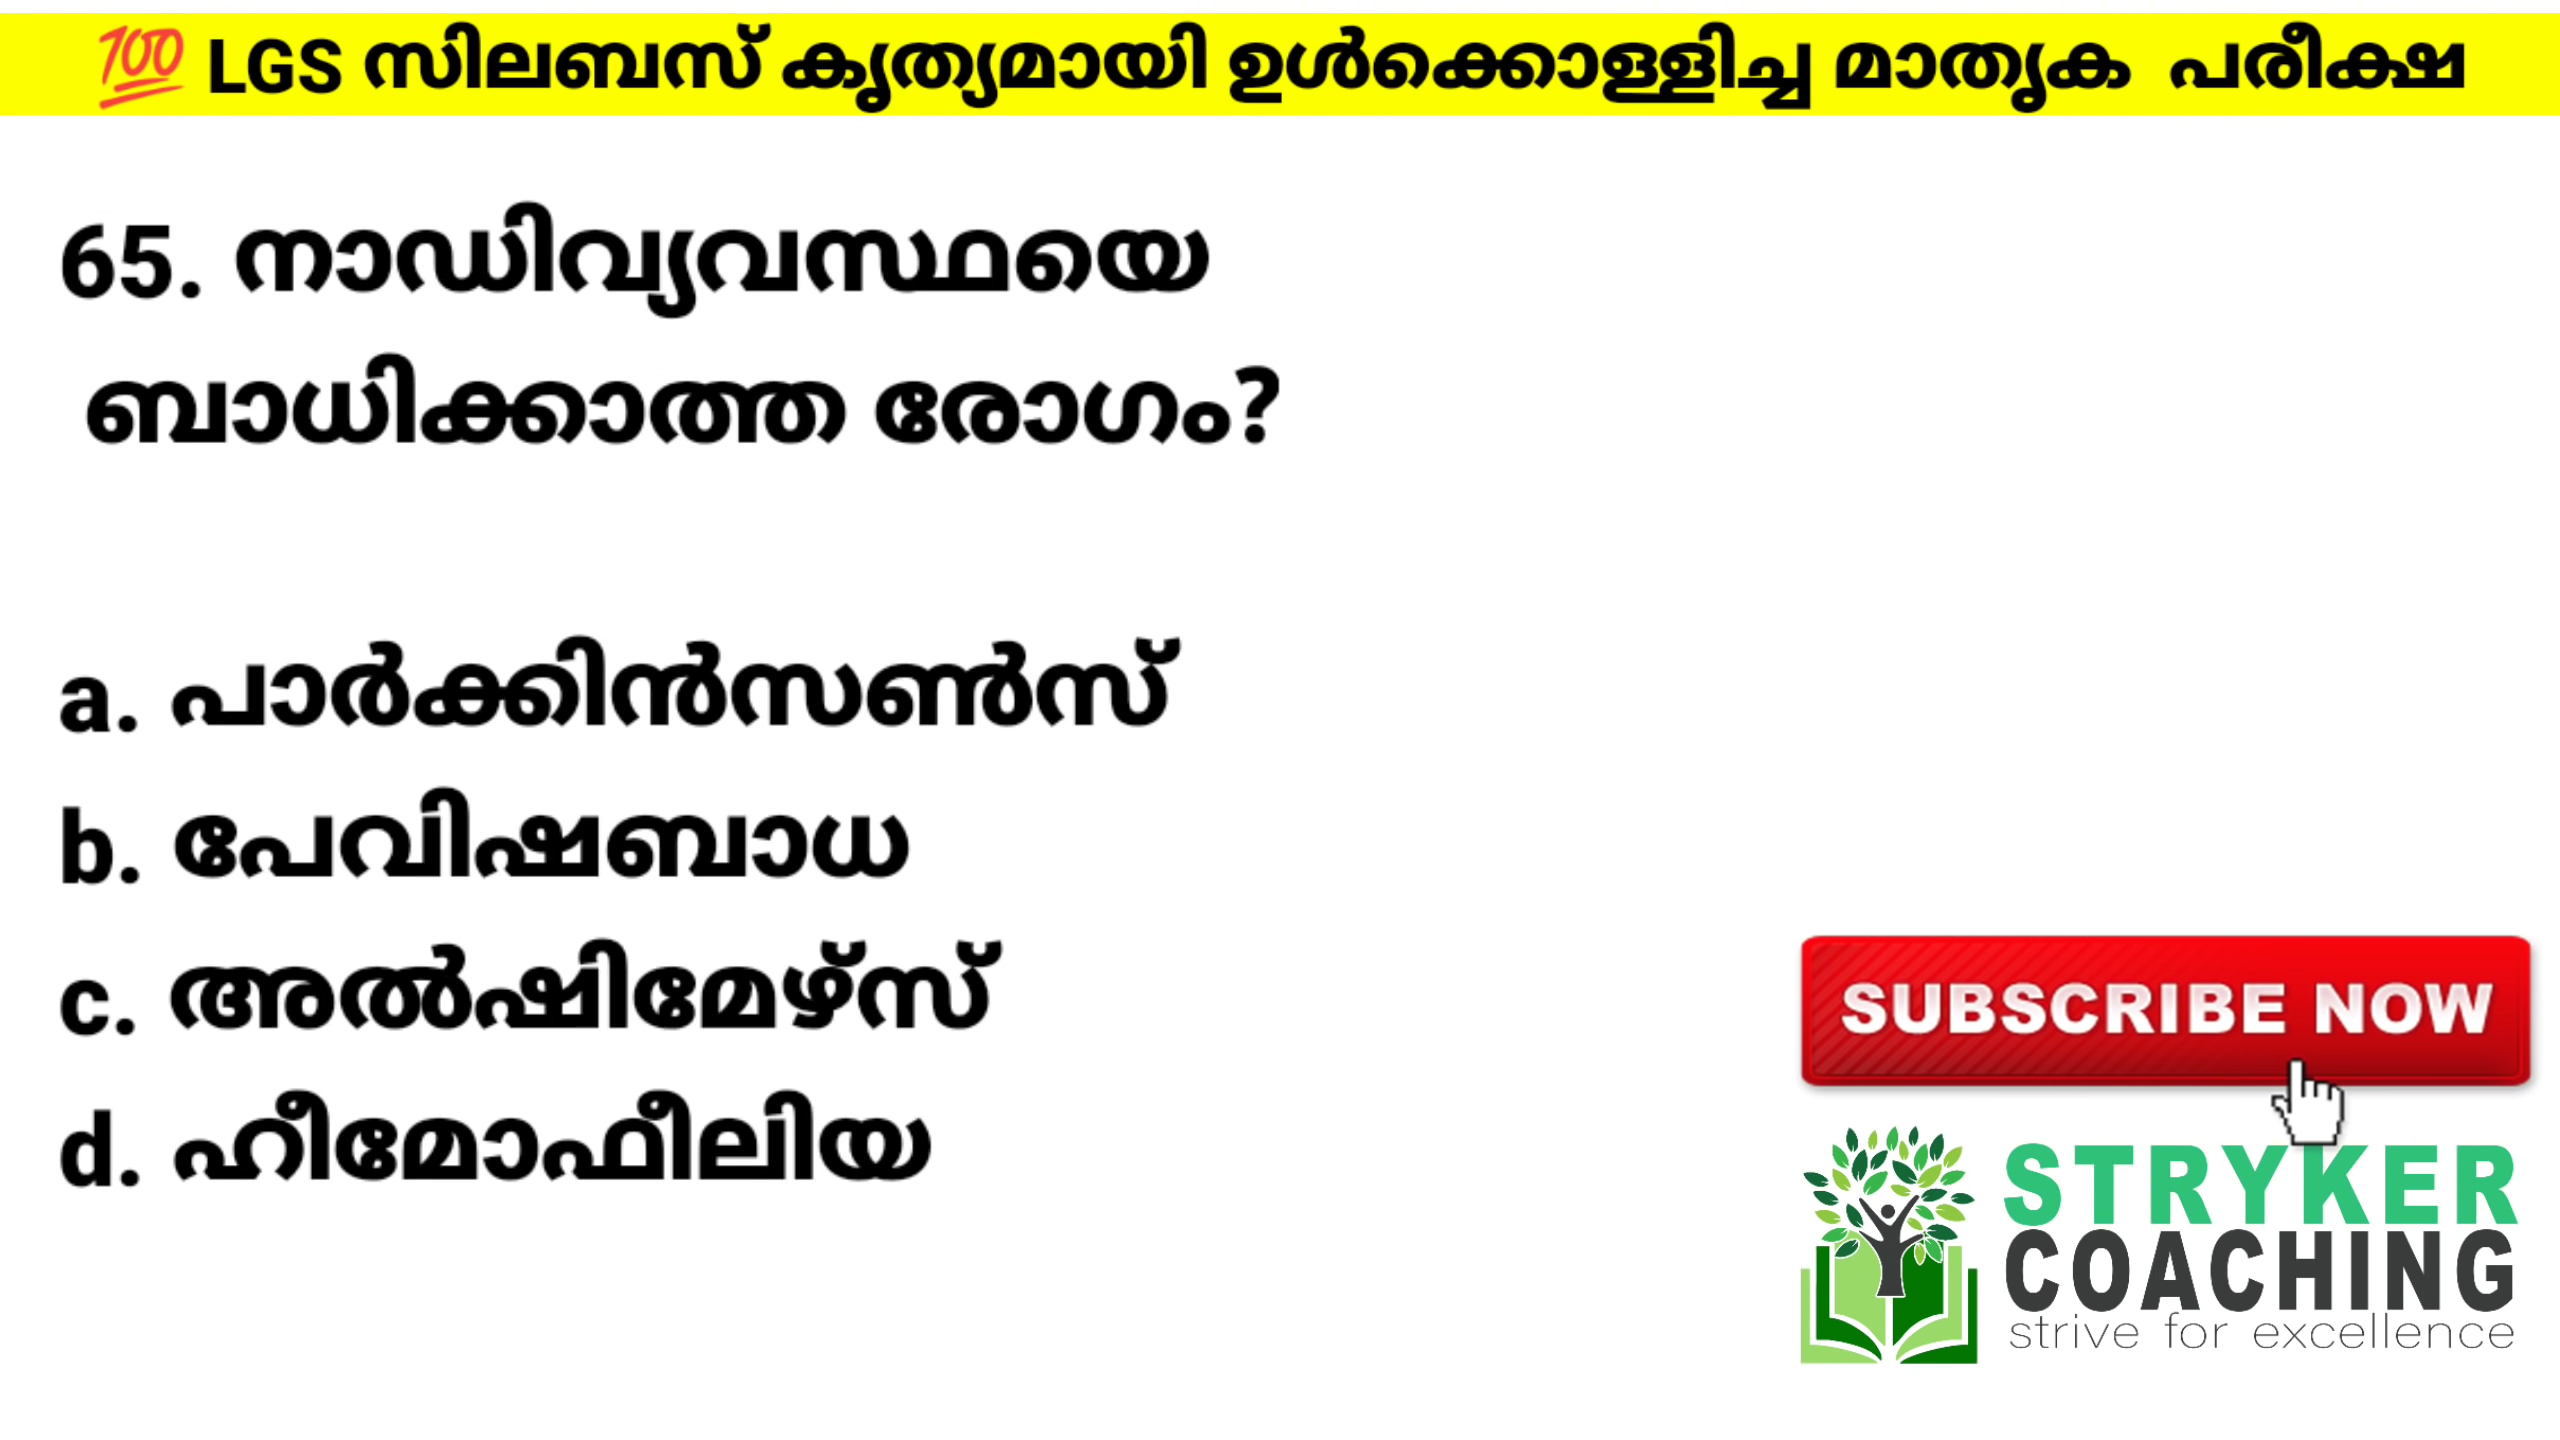 💯 LGS സിലബസ് കൃത്യമായി ഉൾക്കൊള്ളിച്ച മാതൃക പരീക്ഷ
65. നാഡിവ്യവസ്ഥയെ
ബാധിക്കാത്ത രോഗം?
a. പാർക്കിൻസൺസ്
b. പേവിഷബാധ
c. അൽഷിമേഴ്സ്
d. ഹീമോഫീലിയ
SUBSCRIBE NOW
STRYKER
COACHING
strive for excellence